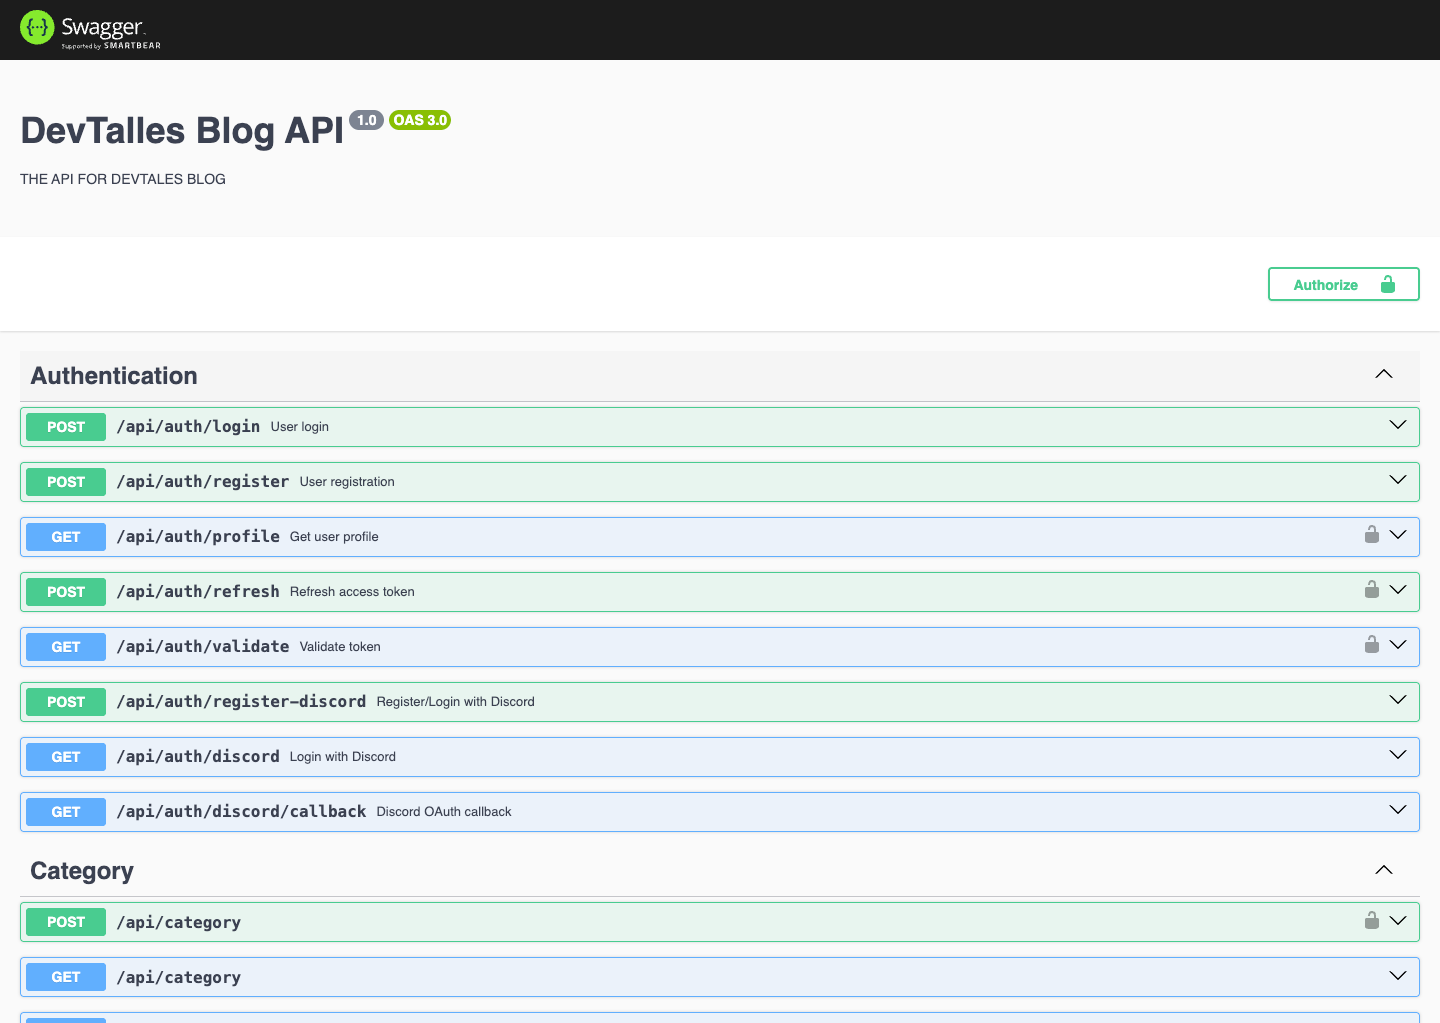 Swagger
Supported by SMARTBEAR
DevTalles Blog API 1.0 OAS 3.0
THE API FOR DEVTALES BLOG
Authorize
Authentication
POST /api/auth/login User login
POST /api/auth/register User registration
GET /api/auth/profile Get user profile
POST /api/auth/refresh Refresh access token
GET /api/auth/validate Validate token
POST /api/auth/register-discord Register/Login with Discord
GET /api/auth/discord Login with Discord
GET /api/auth/discord/callback Discord OAuth callback
Category
POST /api/category
GET /api/category